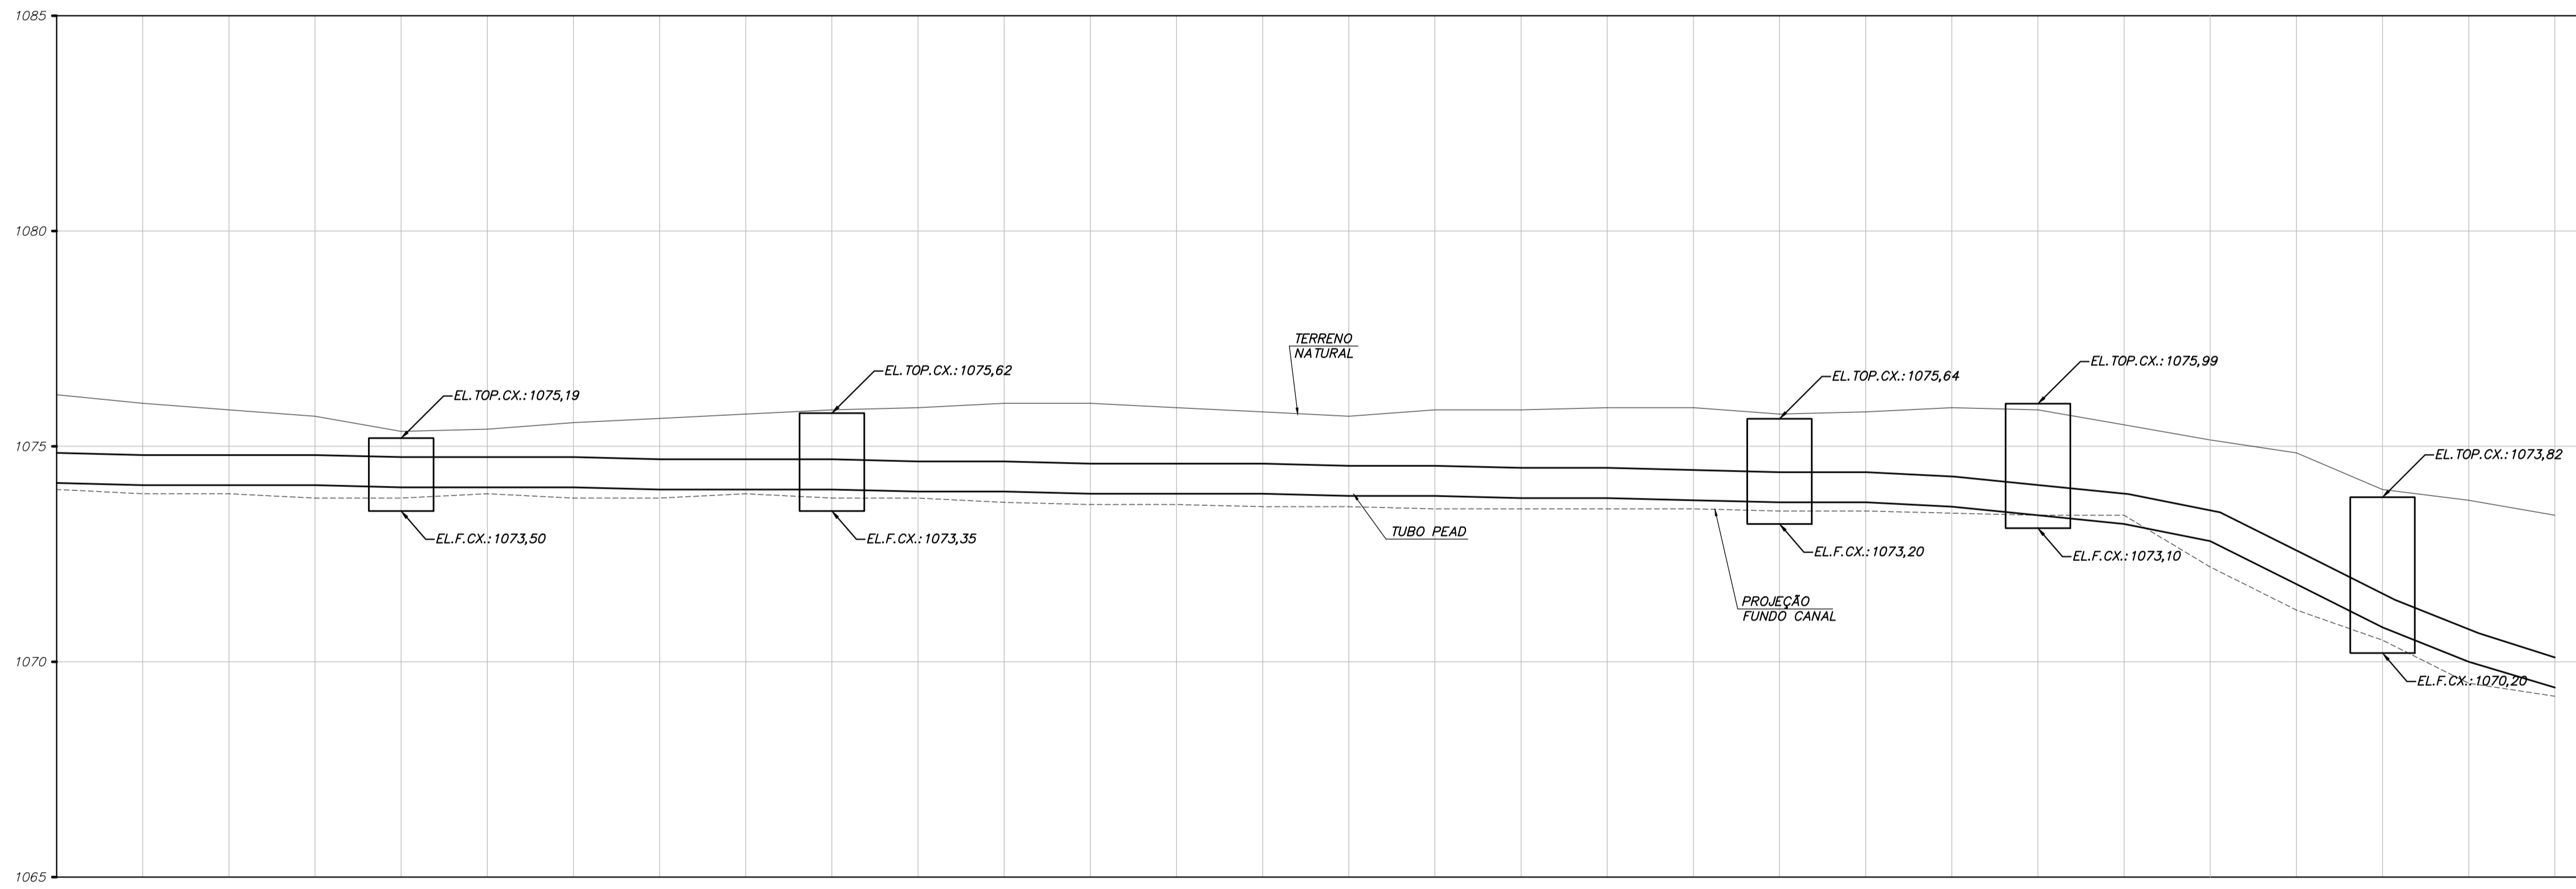 1085
1080
1075
1070
1065
EL.TOP.CX.:1075,19
EL.F.CX.:1073,50
EL.TOP.CX.:1075,62
EL.F.CX.:1073,35
TERRENO
NATURAL
TUBO PEAD
PROJEÇÃO
FUNDO CANAL
EL.TOP.CX.:1075,64
EL.F.CX.:1073,20
EL.TOP.CX.:1075,99
EL.F.CX.:1073,10
EL.TOP.CX.:1073,82
EL.F.CX.:1070,20